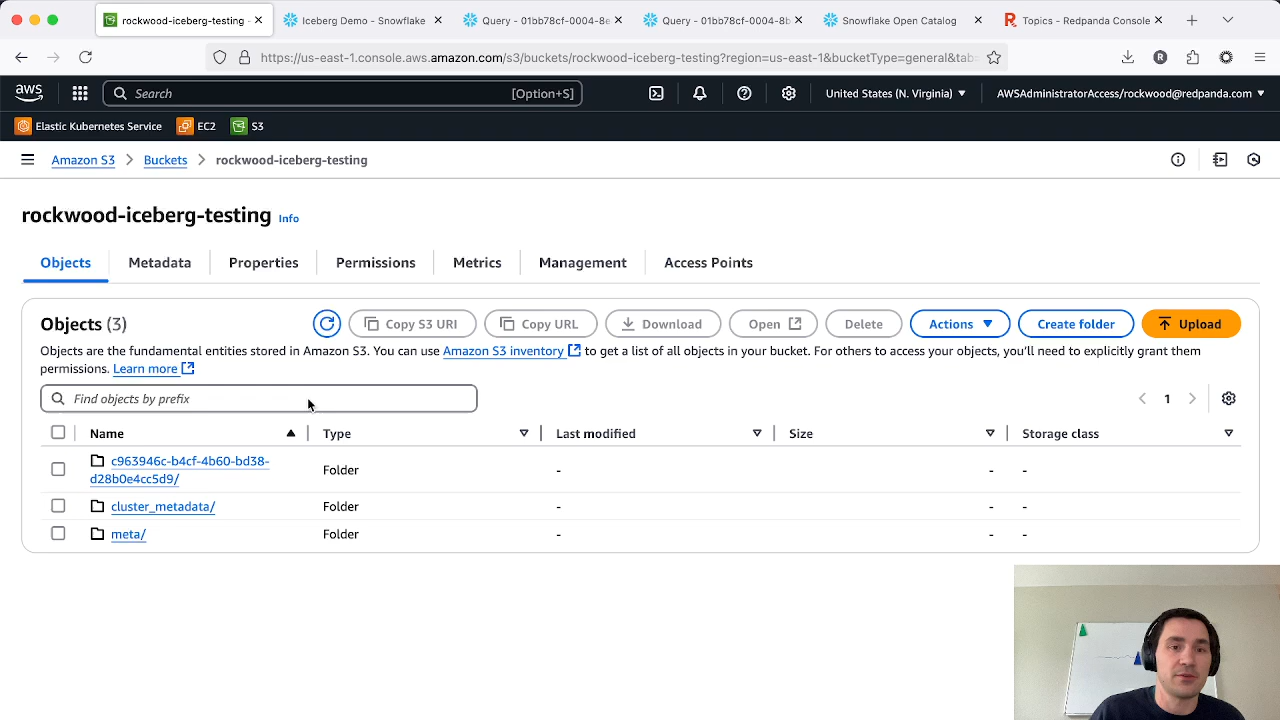 rockwood-iceberg-testing -
Iceberg Demo - Snowflake
Query - 01bb78cf-0004-8e
Query - 01bb78cf-0004-8b
Snowflake Open Catalog
Topics - Redpanda Console
https://us-east-1.console.aws.amazon.com/s3/buckets/rockwood-iceberg-testing?region=us-east-1&bucketType=general&tab=
aws
Search
[Option+S]
United States (N. Virginia)
AWSAdministratorAccess/rockwood@redpanda.com
Elastic Kubernetes Service
EC2
S3
Amazon S3
Buckets
rockwood-iceberg-testing
rockwood-iceberg-testing Info
Objects
Metadata
Properties
Permissions
Metrics
Management
Access Points
Objects (3)
Copy S3 URI
Copy URL
Download
Open
Delete
Actions
Create folder
Upload
Objects are the fundamental entities stored in Amazon S3. You can use Amazon S3 inventory to get a list of all objects in your bucket. For others to access your objects, you'll need to explicitly grant them
permissions. Learn more
Find objects by prefix
1
Name
Type
Last modified
Size
Storage class
c963946c-b4cf-4b60-bd38-
d28b0e4cc5d9/
Folder
-
-
-
cluster_metadata/
Folder
-
-
-
meta/
Folder
-
-
-